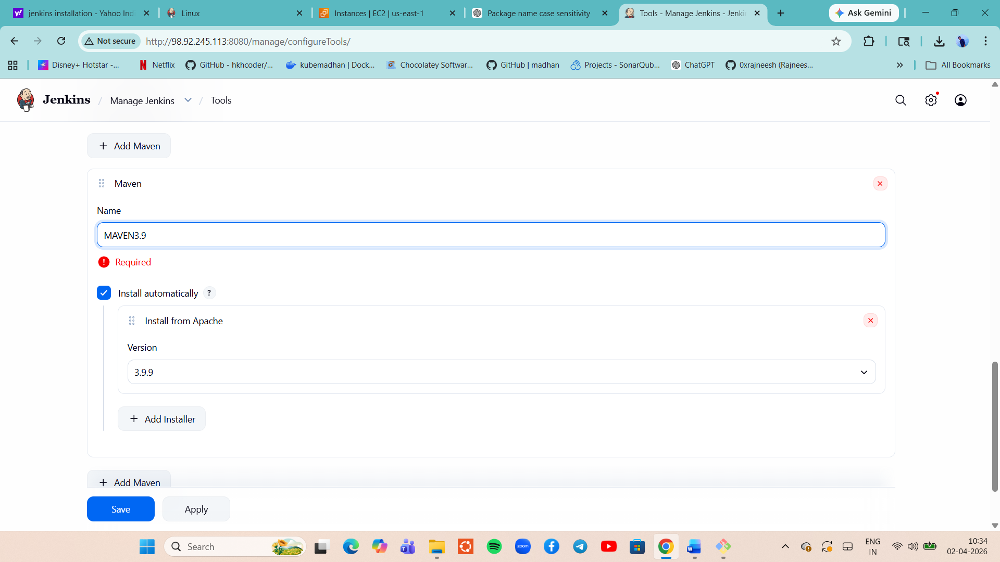 jenkins installation - Yahoo Ind
Linux
Instances | EC2 | us-east-1
Package name case sensitivity
Tools - Manage Jenkins - Jenki
Ask Gemini
Not secure
http://98.92.245.113:8080/manage/configureTools/
Disney+ Hotstar -...
Netflix
GitHub - hkhcoder/...
kubemadhan | Dock...
Chocolatey Softwar...
GitHub | madhan
Projects - SonarQub...
ChatGPT
0xrajneesh (Rajnees...
All Bookmarks
Jenkins / Manage Jenkins / Tools
Add Maven
Maven
Name
MAVEN3.9
Required
Install automatically ?
Install from Apache
Version
3.9.9
Add Installer
Add Maven
Save
Apply
Search
zoom
ENG
IN
10:34
02-04-2026